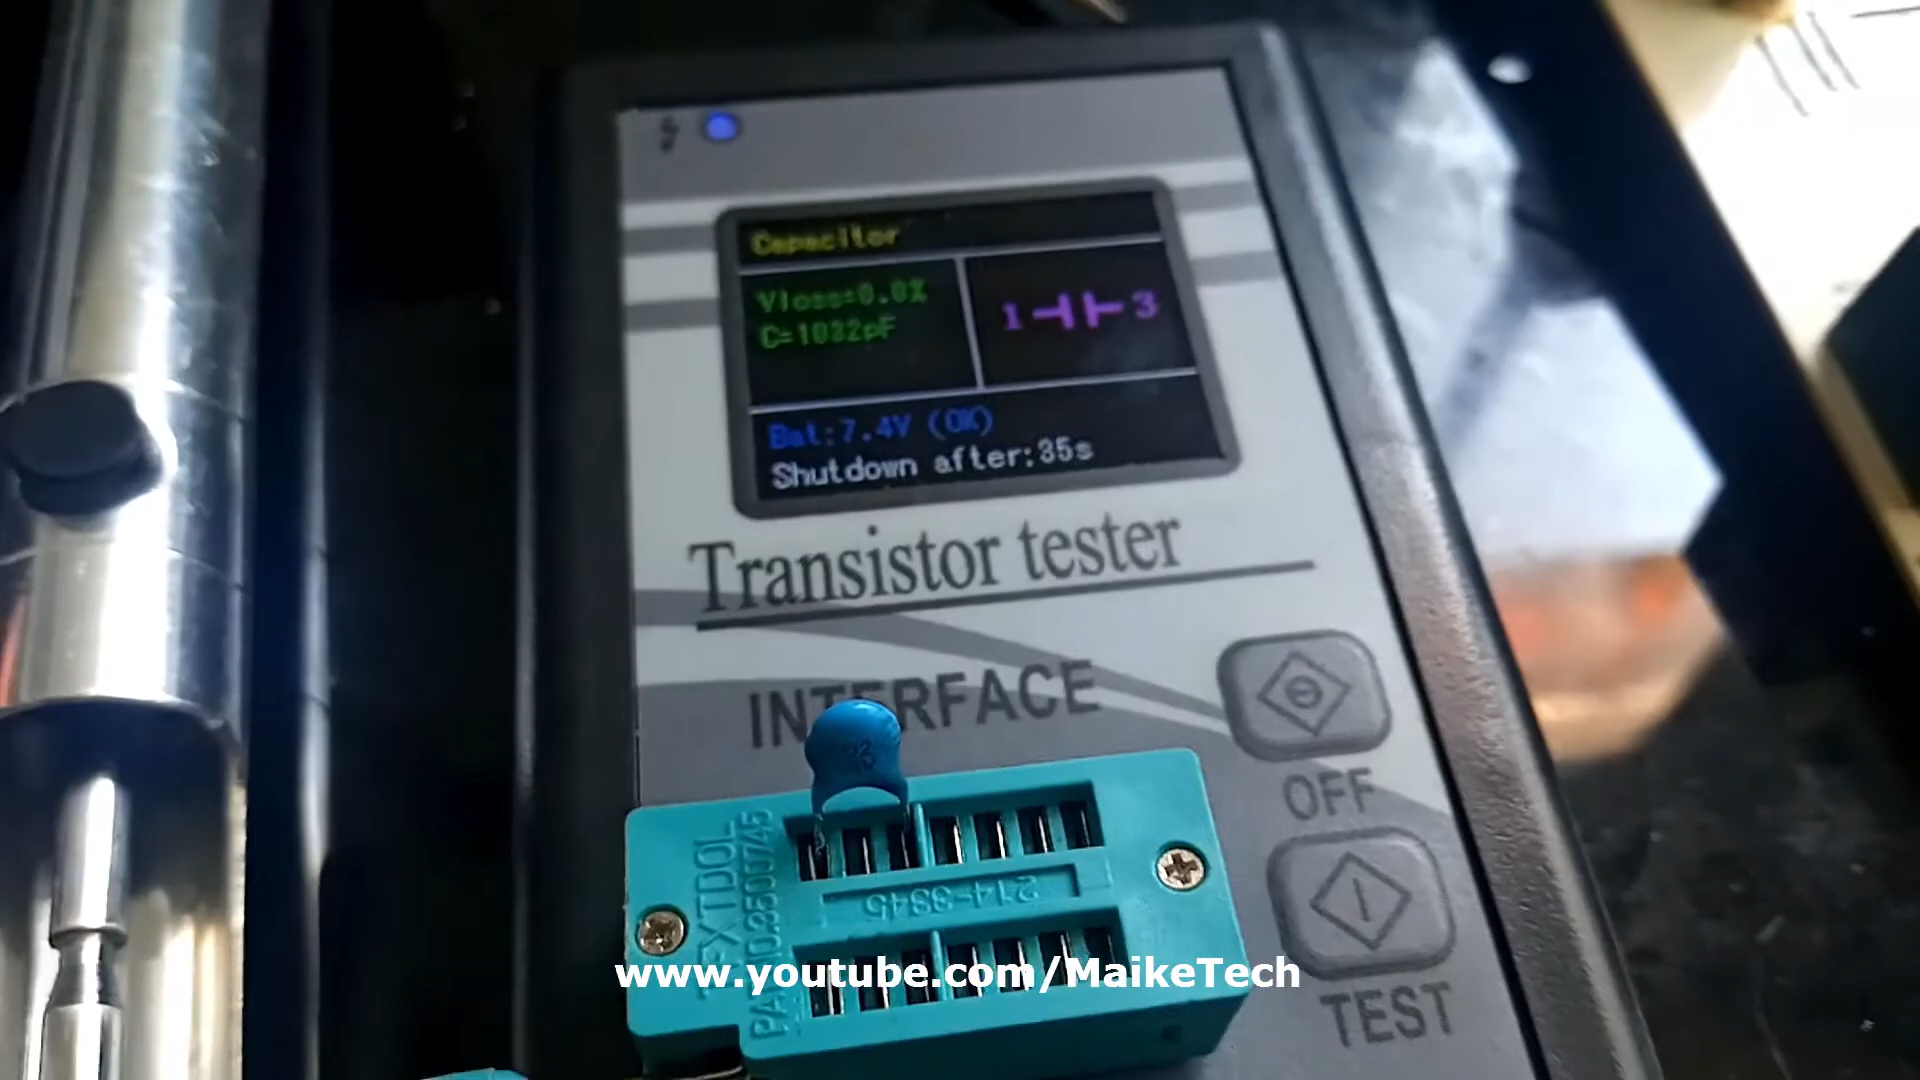 Capacitor
Vloss=0.0%
C=1032pF
1 3
Bat:7.4V (OK)
Shutdown after:35s
Transistor tester
INTERFACE
OFF
TEST
214-3345
www.youtube.com/MaikeTech